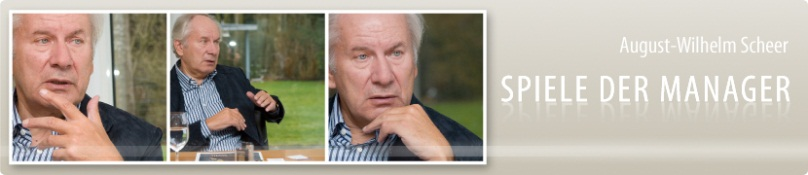 August-Wilhelm Scheer
SPIELE DER MANAGER